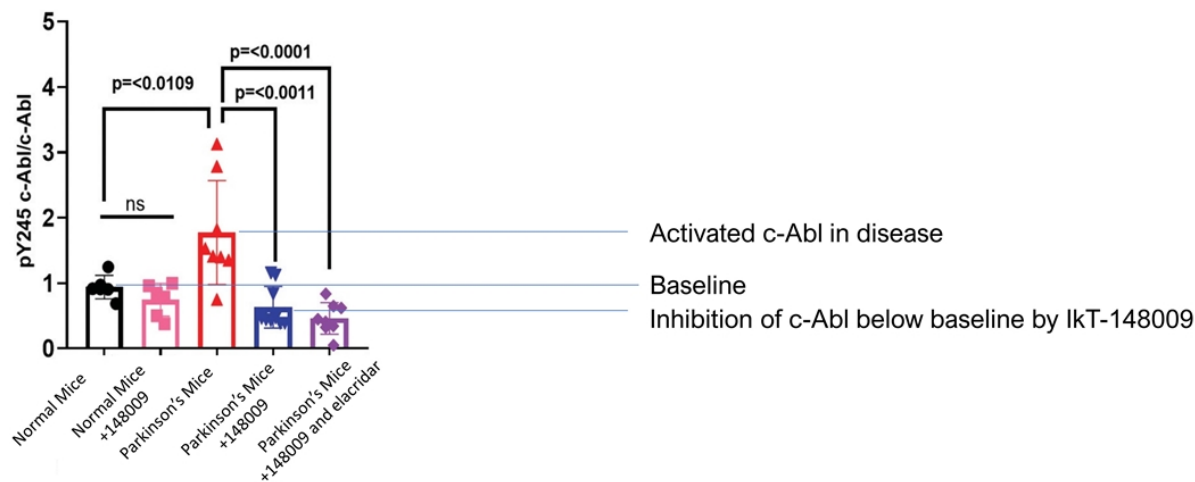 5
p=<0.0001
4
p=<0.0109
p=<0.0011
pY245 c-Abl/c-Abl
3
ns
2
Activated c-Abl in disease
1
Baseline
Inhibition of c-Abl below baseline by IkT-148009
0
Normal Mice
Normal Mice
+148009
Parkinson's Mice
Parkinson's Mice
+148009
Parkinson's Mice
+148009 and elacridar